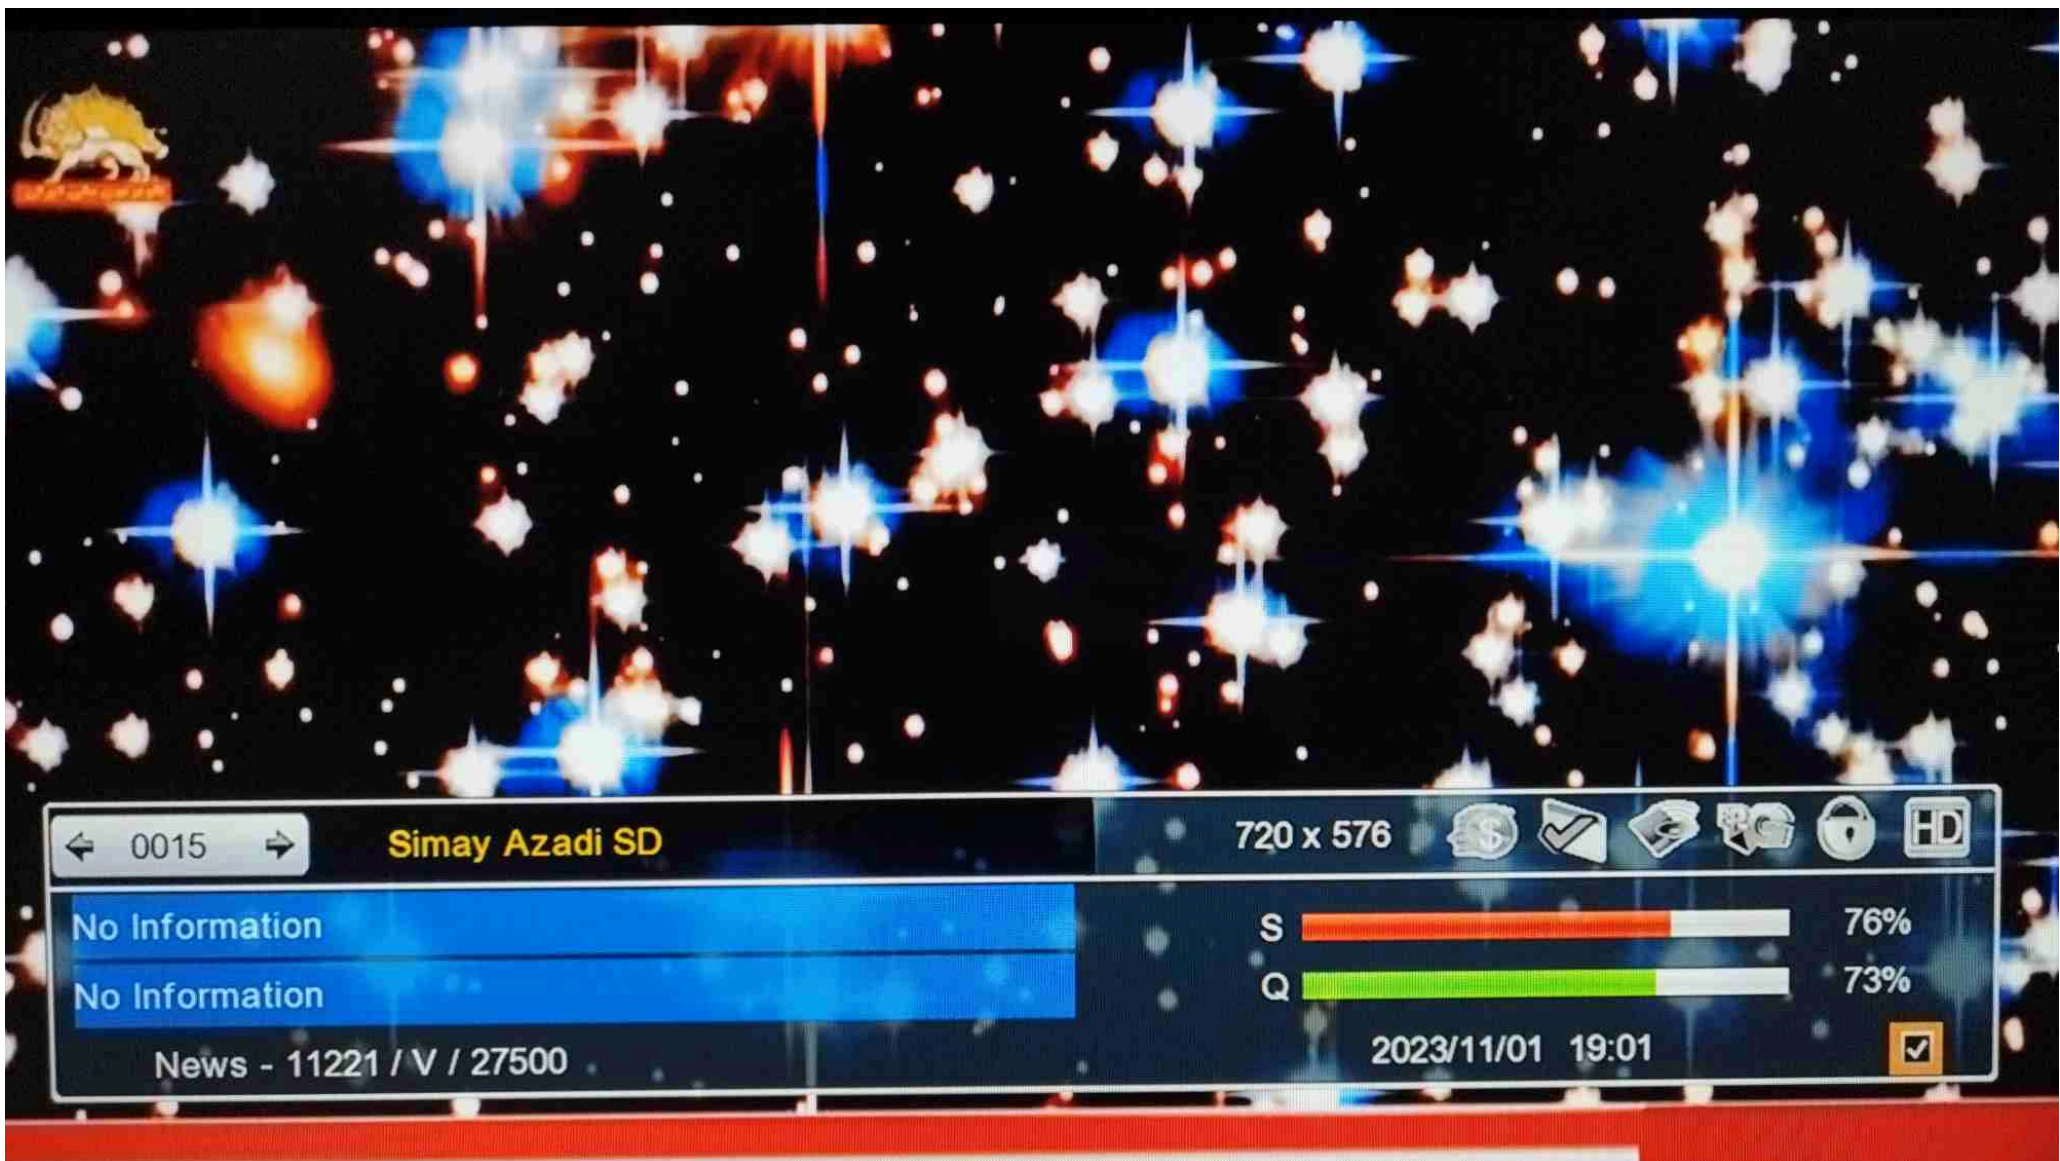 0015
Simay Azadi SD
720 x 576
HD
No Information
S
76%
No Information
Q
73%
News - 11221 / V / 27500
2023/11/01 19:01